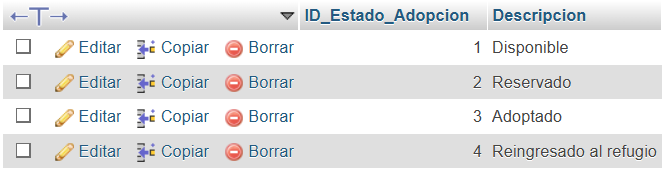 ID_Estado_Adopcion Descripcion
Editar Copiar Borrar 1 Disponible
Editar Copiar Borrar 2 Reservado
Editar Copiar Borrar 3 Adoptado
Editar Copiar Borrar 4 Reingresado al refugio